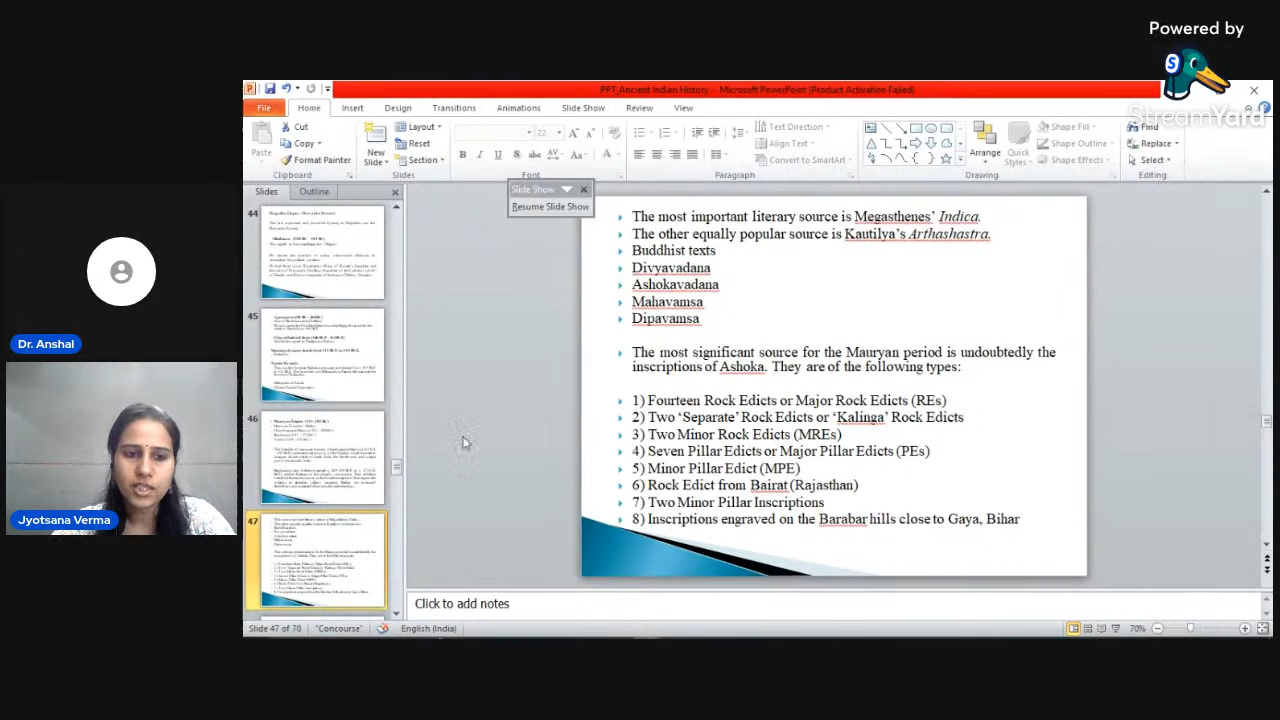 Powered by
StreamYard
PPT_Ancient Indian History - Microsoft PowerPoint (Product Activation Failed)
File Home Insert Design Transitions Animations Slide Show Review View
Paste Cut Copy Format Painter Clipboard
New Slide Layout Reset Section Slides
22 Font
Text Direction Align Text Convert to SmartArt Paragraph
Arrange Quick Styles Shape Fill Shape Outline Shape Effects Drawing
Find Replace Select Editing
Slides Outline
Slide Show
Resume Slide Show
44
45
46
47
The most important literary source is Megasthenes' Indica
The other early popular source is Kautilya's Arthashastra.
Buddhist texts
Divyavadana
Ashokavadana
Mahavamsa
Dipavamsa
The most significant source for the Mauryan period is undoubtedly the
inscriptions of Ashoka. They are of the following types:
1) Fourteen Rock Edicts or Major Rock Edicts (REs)
2) Two 'Separate' Rock Edicts or 'Kalinga' Rock Edicts
3) Two Minor Rock Edicts (MREs)
4) Seven Pillar Edicts or Major Pillar Edicts (PEs)
5) Minor Pillar Edicts (MPEs)
6) Rock Edict from Bairat (Rajasthan)
7) Two Minor Pillar Inscriptions
8) Inscriptions engraved in the Barabar hills close to Gaya, Bihar
Dr. Anshal
Jyotsana Verma
Click to add notes
Slide 47 of 70 "Concourse" English (India) 70%